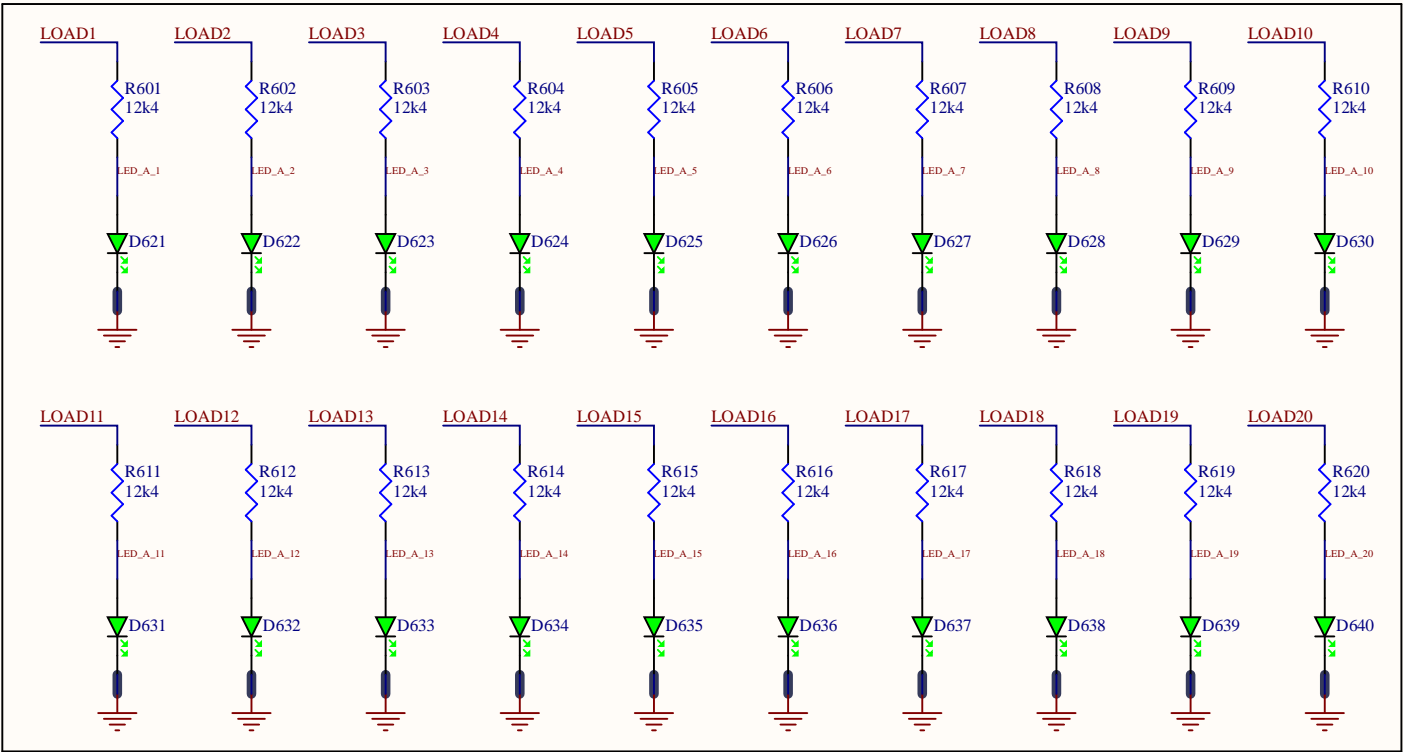 LOAD1 LOAD2 LOAD3 LOAD4 LOAD5 LOAD6 LOAD7 LOAD8 LOAD9 LOAD10
R601 R602 R603 R604 R605 R606 R607 R608 R609 R610
12k4 12k4 12k4 12k4 12k4 12k4 12k4 12k4 12k4 12k4
LED_A_1 LED_A_2 LED_A_3 LED_A_4 LED_A_5 LED_A_6 LED_A_7 LED_A_8 LED_A_9 LED_A_10
D621 D622 D623 D624 D625 D626 D627 D628 D629 D630
LOAD11 LOAD12 LOAD13 LOAD14 LOAD15 LOAD16 LOAD17 LOAD18 LOAD19 LOAD20
R611 R612 R613 R614 R615 R616 R617 R618 R619 R620
12k4 12k4 12k4 12k4 12k4 12k4 12k4 12k4 12k4 12k4
LED_A_11 LED_A_12 LED_A_13 LED_A_14 LED_A_15 LED_A_16 LED_A_17 LED_A_18 LED_A_19 LED_A_20
D631 D632 D633 D634 D635 D636 D637 D638 D639 D640